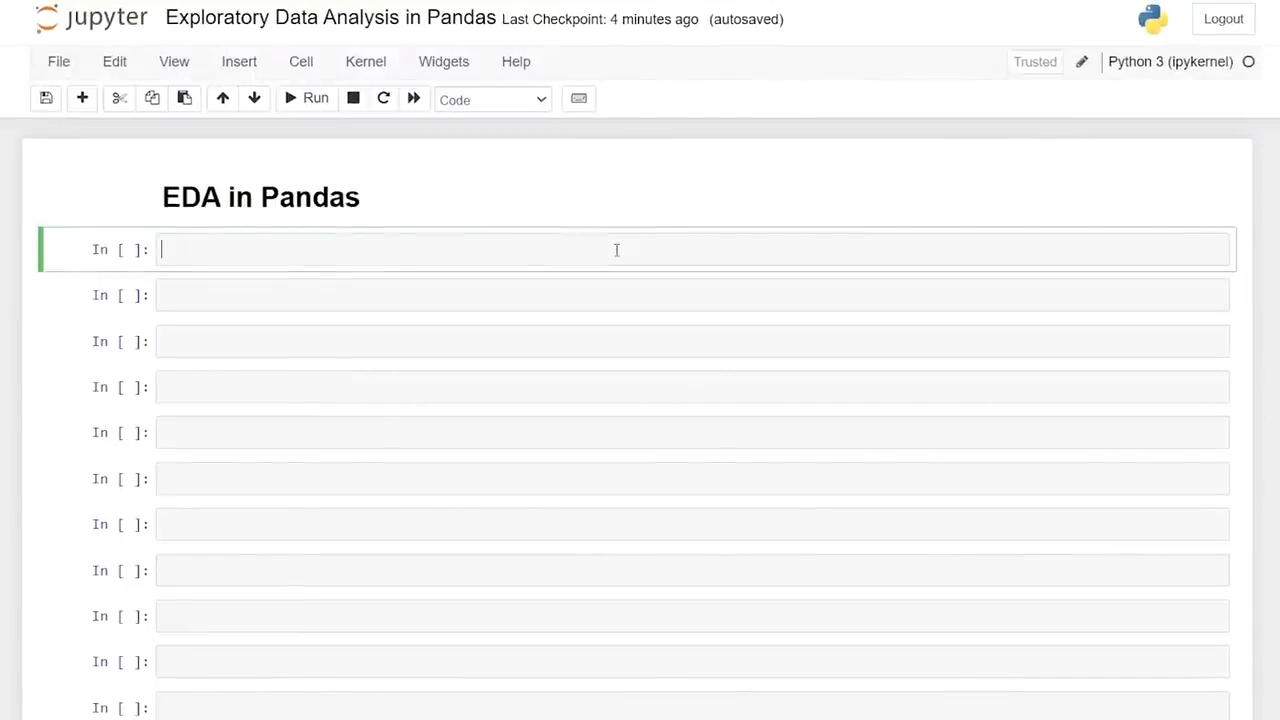 jupyter Exploratory Data Analysis in Pandas Last Checkpoint: 4 minutes ago (autosaved) Logout
File Edit View Insert Cell Kernel Widgets Help Trusted Python 3 (ipykernel)
Run Code
EDA in Pandas
In [ ]:
In [ ]:
In [ ]:
In [ ]:
In [ ]:
In [ ]:
In [ ]:
In [ ]:
In [ ]:
In [ ]:
In [ ]: